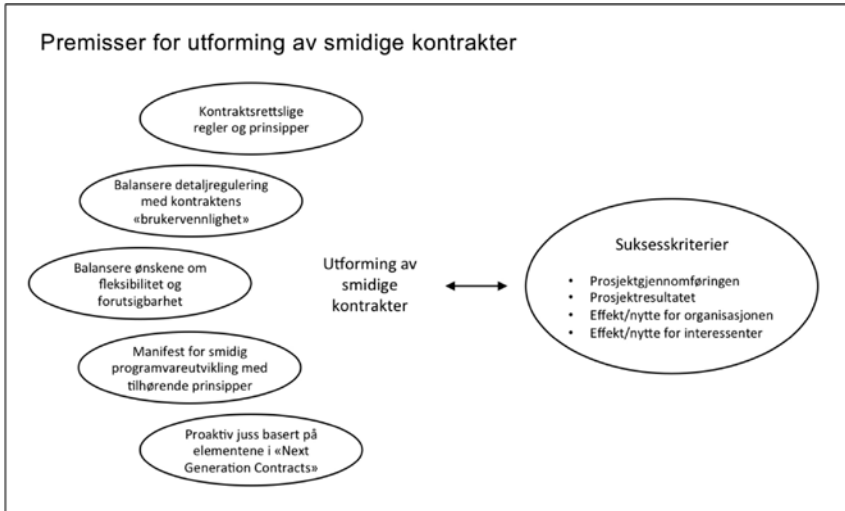 Premisser for utforming av smidige kontrakter
Kontraktsrettslige
regler og prinsipper
Balansere detaljregulering
med kontraktens
«brukervennlighet»
Balansere ønskene om
fleksibilitet og
forutsigbarhet
Manifest for smidig
programvareutvikling med
tilhørende prinsipper
Proaktiv juss basert på
elementene i «Next
Generation Contracts»
Utforming av
smidige
kontrakter
Suksesskriterier
• Prosjektgjennomføringen
• Prosjektresultatet
• Effekt/nytte for organisasjonen
• Effekt/nytte for interessenter